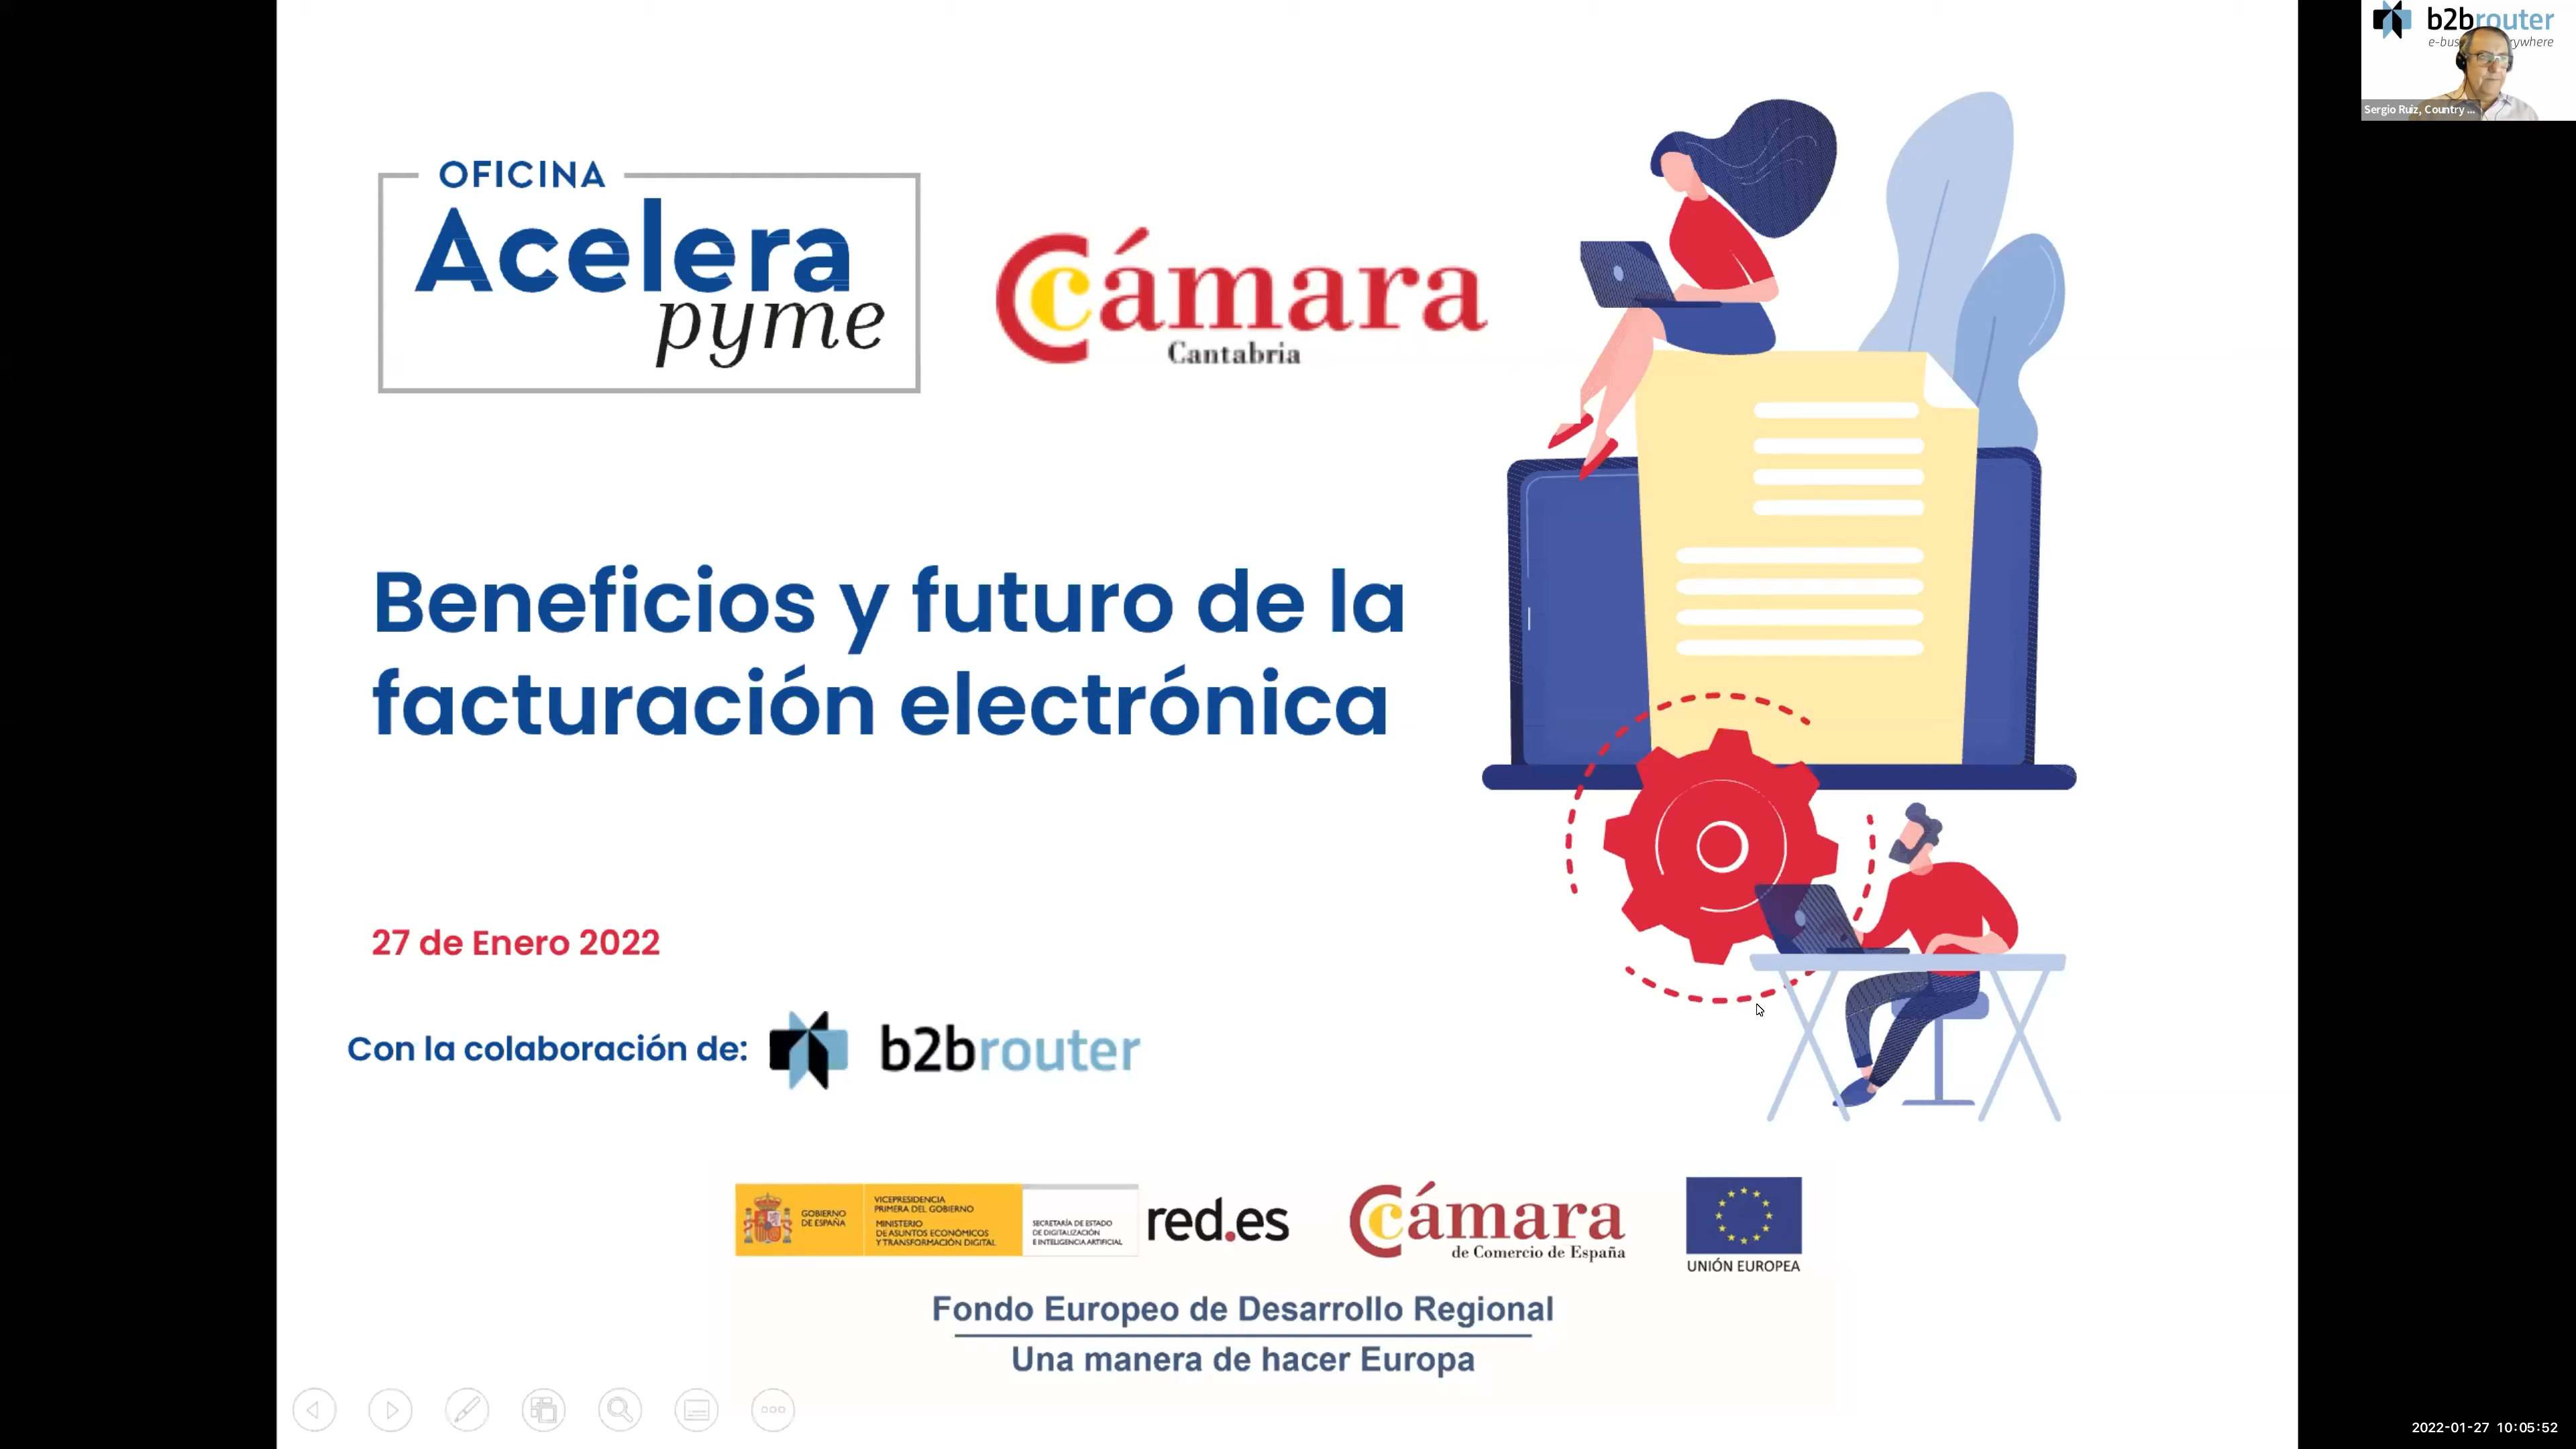 OFICINA
Acelera
pyme
Cámara
Cantabria
b2brouter
Sergio Ruiz, Country ...
Beneficios y futuro de la
facturación electrónica
27 de Enero 2022
Con la colaboración de:
b2brouter
GOBIERNO
DE ESPAÑA
VICEPRESIDENCIA
PRIMERA DEL GOBIERNO
MINISTERIO
DE ASUNTOS ECONÓMICOS
Y TRANSFORMACIÓN DIGITAL
SECRETARÍA DE ESTADO
DE DIGITALIZACIÓN
E INTELIGENCIA ARTIFICIAL
red.es
Cámara
de Comercio de España
UNIÓN EUROPEA
Fondo Europeo de Desarrollo Regional
Una manera de hacer Europa
2022-01-27 10:05:52